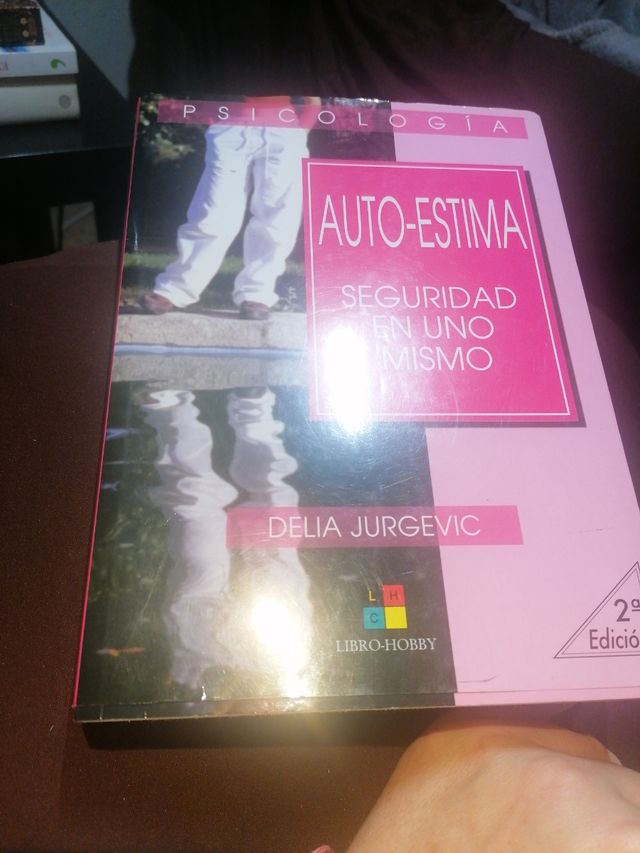 PSICOLOGÍA
AUTO-ESTIMA
SEGURIDAD
EN UNO
MISMO
DELIA JURGEVIC
L H
C
LIBRO-HOBBY
2ª
Edició